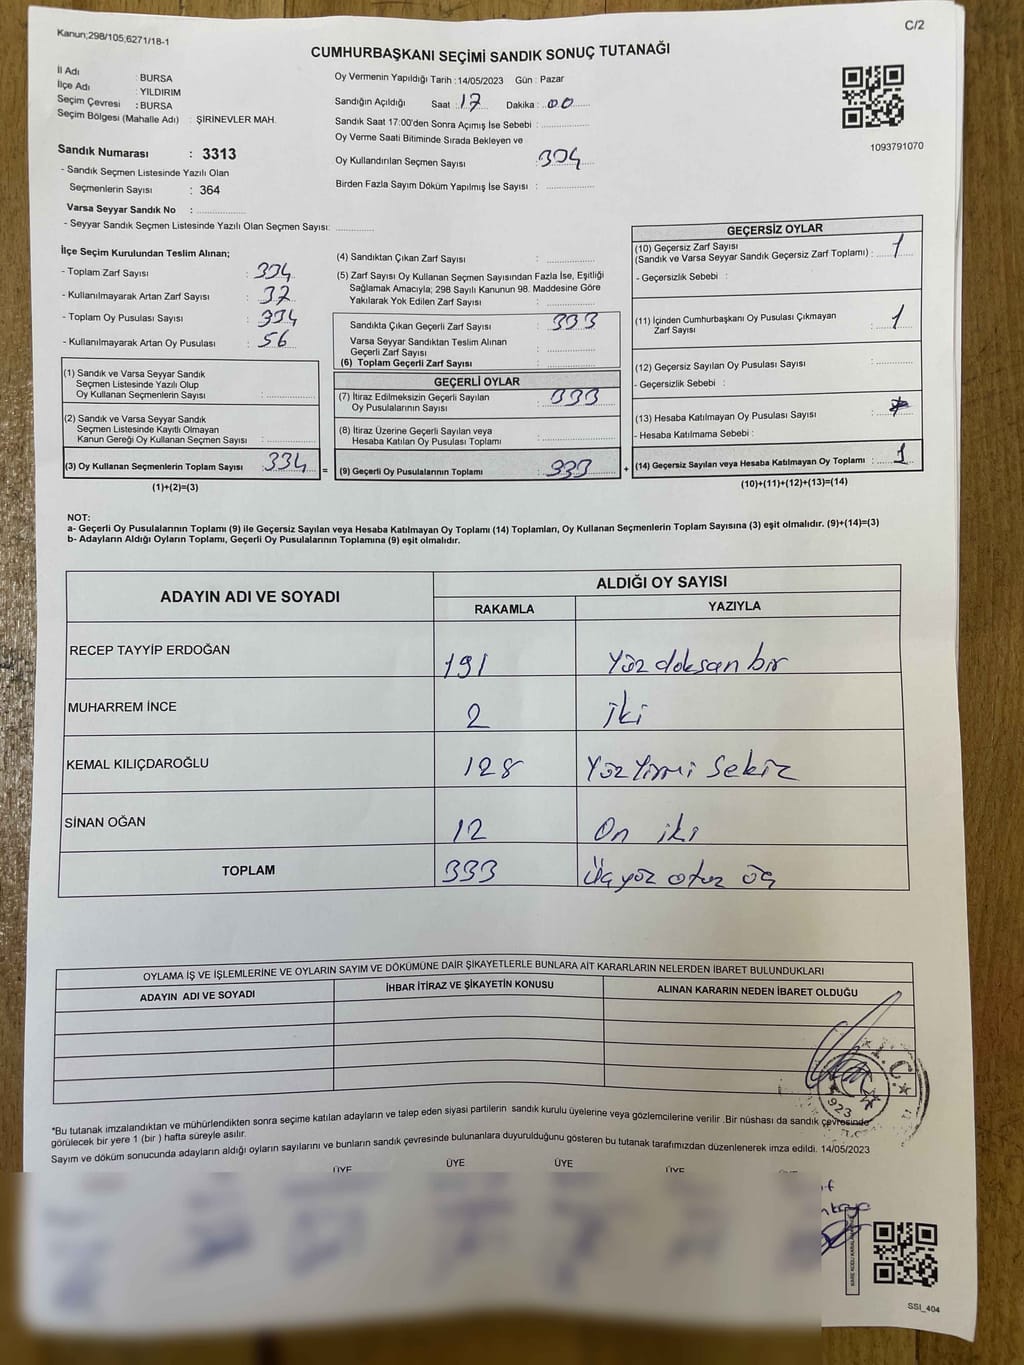 Kanun;298/105;6271/18-1
C/2
CUMHURBAŞKANI SEÇİMİ SANDIK SONUÇ TUTANAĞI
İl Adı : BURSA
İlçe Adı : YILDIRIM
Seçim Çevresi : BURSA
Seçim Bölgesi (Mahalle Adı) : ŞİRİNEVLER MAH.
Sandık Numarası : 3313
- Sandık Seçmen Listesinde Yazılı Olan
Seçmenlerin Sayısı : 364
Varsa Seyyar Sandık No :
- Seyyar Sandık Seçmen Listesinde Yazılı Olan Seçmen Sayısı:
Oy Vermenin Yapıldığı Tarih :14/05/2023 Gün : Pazar
Sandığın Açıldığı Saat : 17 Dakika : 00
Sandık Saat 17:00'den Sonra Açımış İse Sebebi :
Oy Verme Saati Bitiminde Sırada Bekleyen ve
Oy Kullandırılan Seçmen Sayısı : 304
Birden Fazla Sayım Döküm Yapılmış İse Sayısı :
1093791070
İlçe Seçim Kurulundan Teslim Alınan;
- Toplam Zarf Sayısı :
- Kullanılmayarak Artan Zarf Sayısı :
- Toplam Oy Pusulası Sayısı :
- Kullanılmayarak Artan Oy Pusulası : 56
(1) Sandık ve Varsa Seyyar Sandık
Seçmen Listesinde Yazılı Olup
Oy Kullanan Seçmenlerin Sayısı :
(2) Sandık ve Varsa Seyyar Sandık
Seçmen Listesinde Kayıtlı Olmayan
Kanun Gereği Oy Kullanan Seçmen Sayısı :
(3) Oy Kullanan Seçmenlerin Toplam Sayısı : 334 =
(1)+(2)=(3)
(4) Sandıktan Çıkan Zarf Sayısı :
(5) Zarf Sayısı Oy Kullanan Seçmen Sayısından Fazla İse, Eşitliği
Sağlamak Amacıyla; 298 Sayılı Kanunun 98. Maddesine Göre
Yakılarak Yok Edilen Zarf Sayısı :
Sandıkta Çıkan Geçerli Zarf Sayısı : 333
Varsa Seyyar Sandıktan Teslim Alınan
Geçerli Zarf Sayısı :
(6) Toplam Geçerli Zarf Sayısı :
GEÇERLİ OYLAR
(7) İtiraz Edilmeksizin Geçerli Sayılan
Oy Pusulalarının Sayısı : 333
(8) İtiraz Üzerine Geçerli Sayılan veya
Hesaba Katılan Oy Pusulası Toplamı :
(9) Geçerli Oy Pusulalarının Toplamı : 333 +
GEÇERSİZ OYLAR
(10) Geçersiz Zarf Sayısı
(Sandık ve Varsa Seyyar Sandık Geçersiz Zarf Toplamı) : 1
- Geçersizlik Sebebi :
(11) İçinden Cumhurbaşkanı Oy Pusulası Çıkmayan
Zarf Sayısı : 1
(12) Geçersiz Sayılan Oy Pusulası Sayısı :
- Geçersizlik Sebebi :
(13) Hesaba Katılmayan Oy Pusulası Sayısı :
- Hesaba Katılmama Sebebi :
(14) Geçersiz Sayılan veya Hesaba Katılmayan Oy Toplamı : 1
(10)+(11)+(12)+(13)=(14)
NOT:
a- Geçerli Oy Pusulalarının Toplamı (9) ile Geçersiz Sayılan veya Hesaba Katılmayan Oy Toplamı (14) Toplamları, Oy Kullanan Seçmenlerin Toplam Sayısına (3) eşit olmalıdır. (9)+(14)=(3)
b- Adayların Aldığı Oyların Toplamı, Geçerli Oy Pusulalarının Toplamına (9) eşit olmalıdır.
ADAYIN ADI VE SOYADI ALDIĞI OY SAYISI
RAKAMLA YAZIYLA
RECEP TAYYİP ERDOĞAN 191 Yüz doksan bir
MUHARREM İNCE 2 iki
KEMAL KILIÇDAROĞLU 128 Yüz Yirmi Sekiz
SİNAN OĞAN 12 On iki
TOPLAM 333 Üçyüz otuz üç
OYLAMA İŞ VE İŞLEMLERİNE VE OYLARIN SAYIM VE DÖKÜMÜNE DAİR ŞİKAYETLERLE BUNLARA AİT KARARLARIN NELERDEN İBARET BULUNDUKLARI
ADAYIN ADI VE SOYADI İHBAR İTİRAZ VE ŞİKAYETİN KONUSU ALINAN KARARIN NEDEN İBARET OLDUĞU
T.C.
923
*Bu tutanak imzalandıktan ve mühürlendikten sonra seçime katılan adayların ve talep eden siyasi partilerin sandık kurulu üyelerine veya gözlemcilerine verilir .Bir nüshası da sandık çevresinde
görülecek bir yere 1 (bir ) hafta süreyle asılır.
Sayım ve döküm sonucunda adayların aldığı oyların sayılarını ve bunların sandık çevresinde bulunanlara duyurulduğunu gösteren bu tutanak tarafımızdan düzenlenerek imza edildi. 14/05/2023
ÜYE ÜYE ÜYE ÜYE
SSI_404